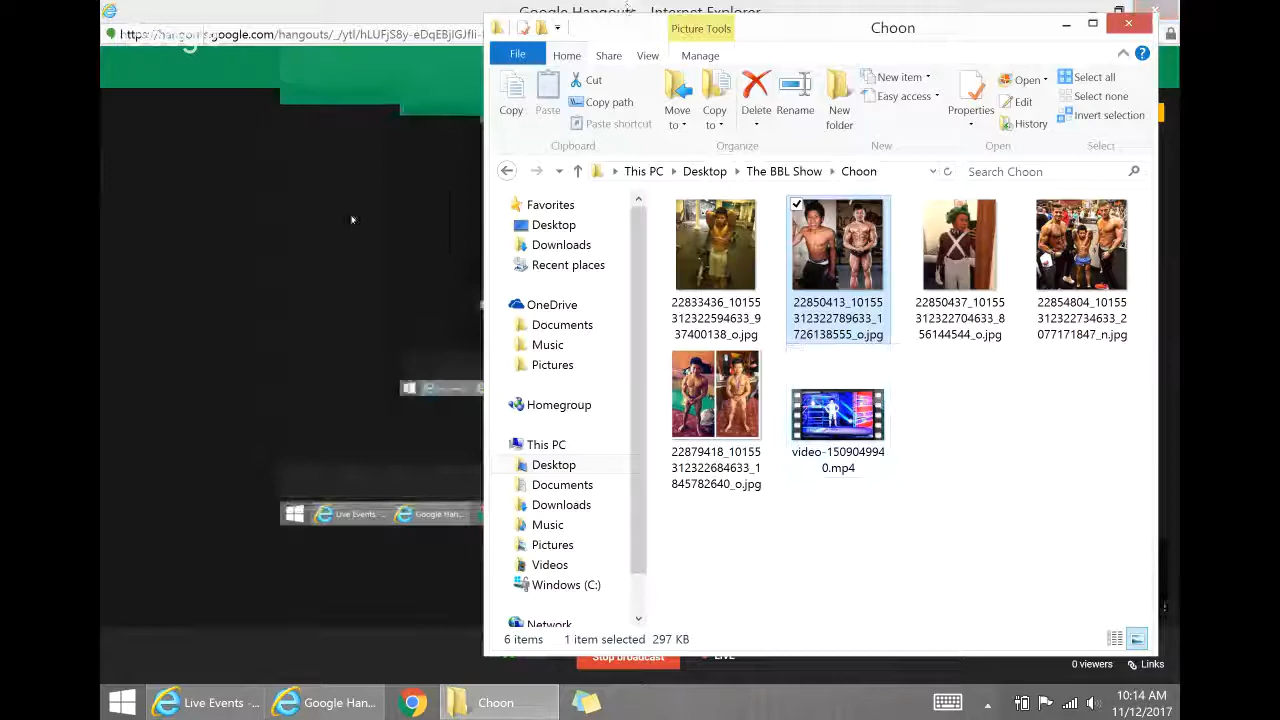 Google Hangouts - Internet Explorer
https://hangouts.google.com/hangouts/_/ytl/
Google
Picture Tools
Choon
File
Home
Share
View
Manage
Copy
Paste
Cut
Copy path
Paste shortcut
Clipboard
Move to
Copy to
Delete
Rename
New folder
Organize
New item
Easy access
New
Properties
Open
Edit
History
Open
Select all
Select none
Invert selection
Select
This PC
Desktop
The BBL Show
Choon
Search Choon
Favorites
Desktop
Downloads
Recent places
OneDrive
Documents
Music
Pictures
Homegroup
This PC
Desktop
Documents
Downloads
Music
Pictures
Videos
Windows (C:)
Network
22833436_10155
312322594633_9
37400138_o.jpg
22850413_10155
312322789633_1
726138555_o.jpg
22850437_10155
312322704633_8
56144544_o.jpg
22854804_10155
312322734633_2
077171847_n.jpg
22879418_10155
312322684633_1
845782640_o.jpg
video-150904994
0.mp4
6 items
1 item selected 297 KB
Live Events ...
Google Han...
Stop broadcast
LIVE
0 viewers
Links
Live Events -...
Google Han...
Choon
10:14 AM
11/12/2017